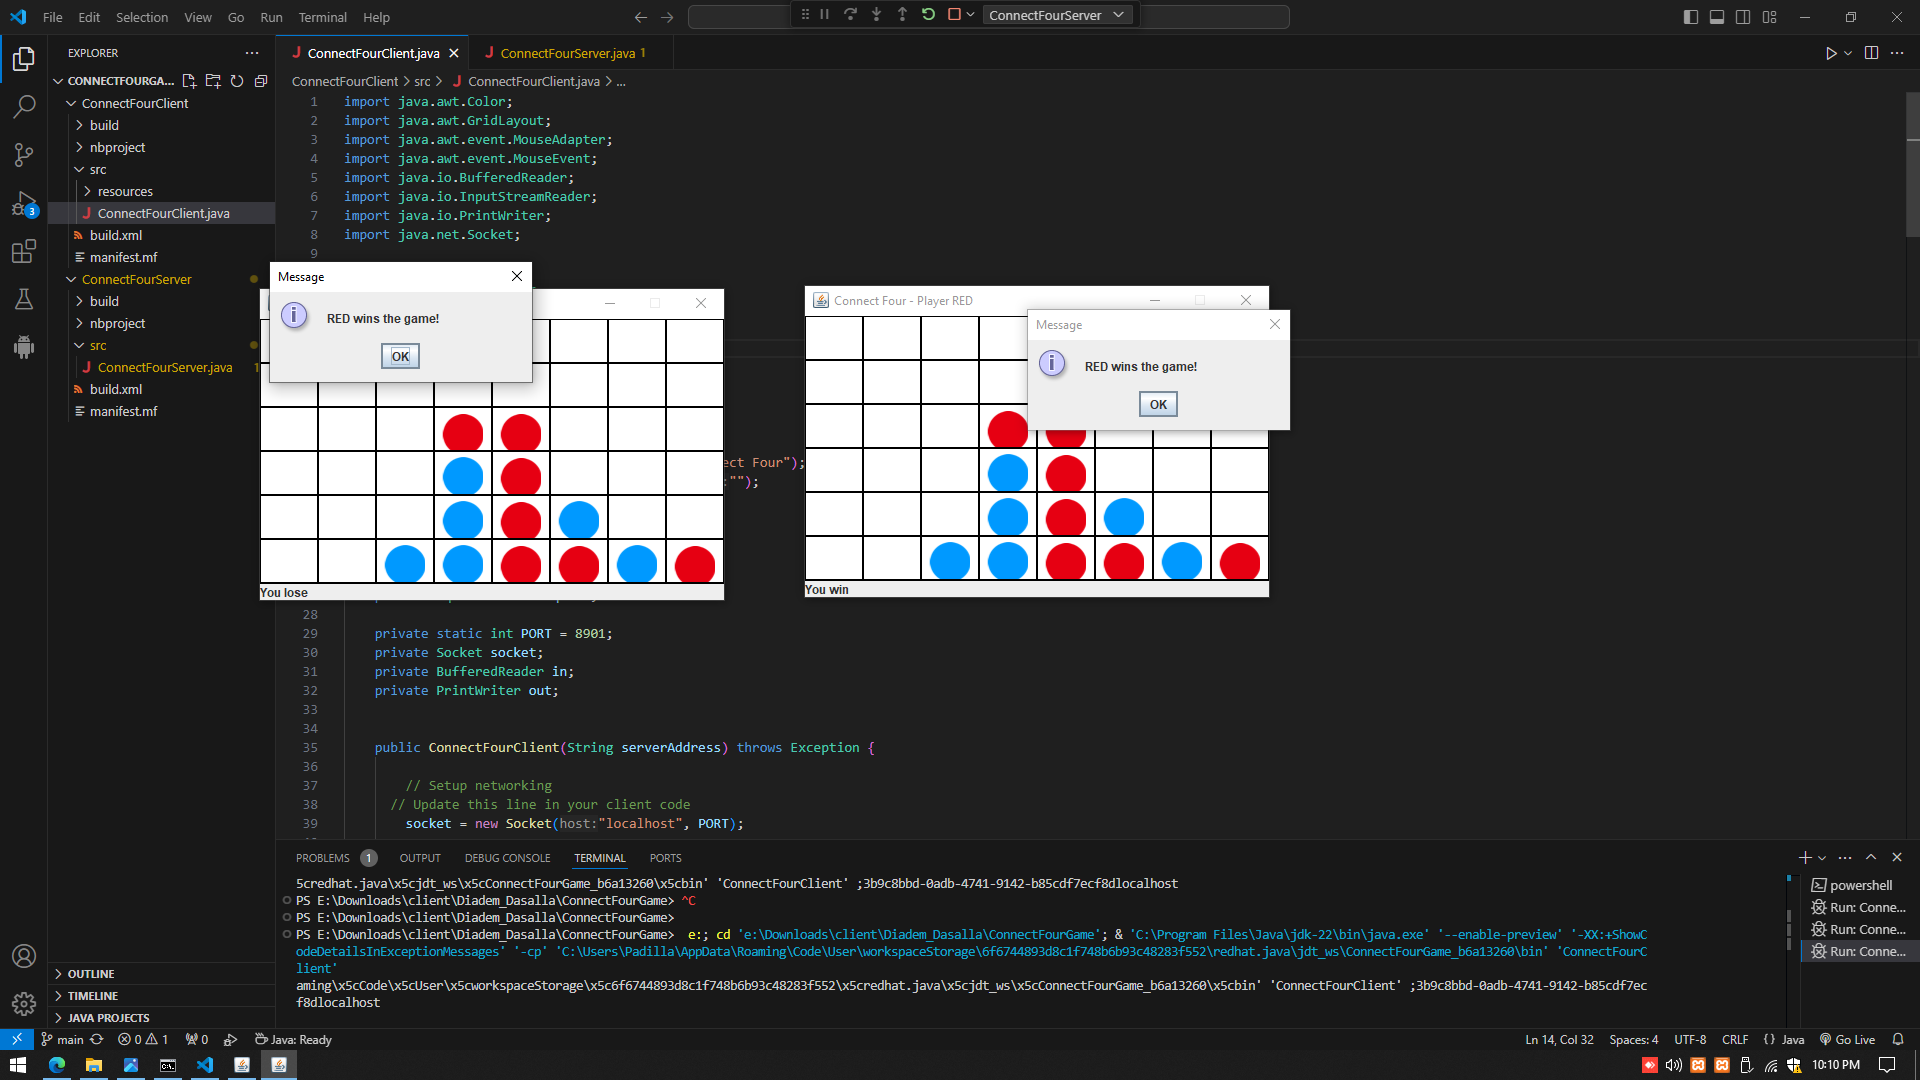 File Edit Selection View Go Run Terminal Help
ConnectFourServer
EXPLORER
CONNECTFOURGA...
ConnectFourClient
build
nbproject
src
resources
ConnectFourClient.java
build.xml
manifest.mf
ConnectFourServer
build
nbproject
src
ConnectFourServer.java 1
build.xml
manifest.mf
OUTLINE
TIMELINE
JAVA PROJECTS
3
ConnectFourClient.java ConnectFourServer.java 1
ConnectFourClient > src > ConnectFourClient.java > ...
1 import java.awt.Color;
2 import java.awt.GridLayout;
3 import java.awt.event.MouseAdapter;
4 import java.awt.event.MouseEvent;
5 import java.io.BufferedReader;
6 import java.io.InputStreamReader;
7 import java.io.PrintWriter;
8 import java.net.Socket;
9
Message
RED wins the game!
OK
You lose
Connect Four - Player RED
Message
RED wins the game!
OK
You win
ect Four");
:"");
28
29 private static int PORT = 8901;
30 private Socket socket;
31 private BufferedReader in;
32 private PrintWriter out;
33
34
35 public ConnectFourClient(String serverAddress) throws Exception {
36
37 // Setup networking
38 // Update this line in your client code
39 socket = new Socket(host:"localhost", PORT);
PROBLEMS 1 OUTPUT DEBUG CONSOLE TERMINAL PORTS
5credhat.java\x5cjdt_ws\x5cConnectFourGame_b6a13260\x5cbin' 'ConnectFourClient' ;3b9c8bbd-0adb-4741-9142-b85cdf7ecf8dlocalhost
PS E:\Downloads\client\Diadem_Dasalla\ConnectFourGame> ^C
PS E:\Downloads\client\Diadem_Dasalla\ConnectFourGame>
PS E:\Downloads\client\Diadem_Dasalla\ConnectFourGame> e:; cd 'e:\Downloads\client\Diadem_Dasalla\ConnectFourGame'; & 'C:\Program Files\Java\jdk-22\bin\java.exe' '--enable-preview' '-XX:+ShowC
odeDetailsInExceptionMessages' '-cp' 'C:\Users\Padilla\AppData\Roaming\Code\User\workspaceStorage\6f6744893d8c1f748b6b93c48283f552\redhat.java\jdt_ws\ConnectFourGame_b6a13260\bin' 'ConnectFourC
lient'
aming\x5cCode\x5cUser\x5cworkspaceStorage\x5c6f6744893d8c1f748b6b93c48283f552\x5credhat.java\x5cjdt_ws\x5cConnectFourGame_b6a13260\x5cbin' 'ConnectFourClient' ;3b9c8bbd-0adb-4741-9142-b85cdf7ec
f8dlocalhost
powershell
Run: Conne...
Run: Conne...
Run: Conne...
main 0 1 0 Java: Ready
Ln 14, Col 32 Spaces: 4 UTF-8 CRLF {} Java Go Live
10:10 PM